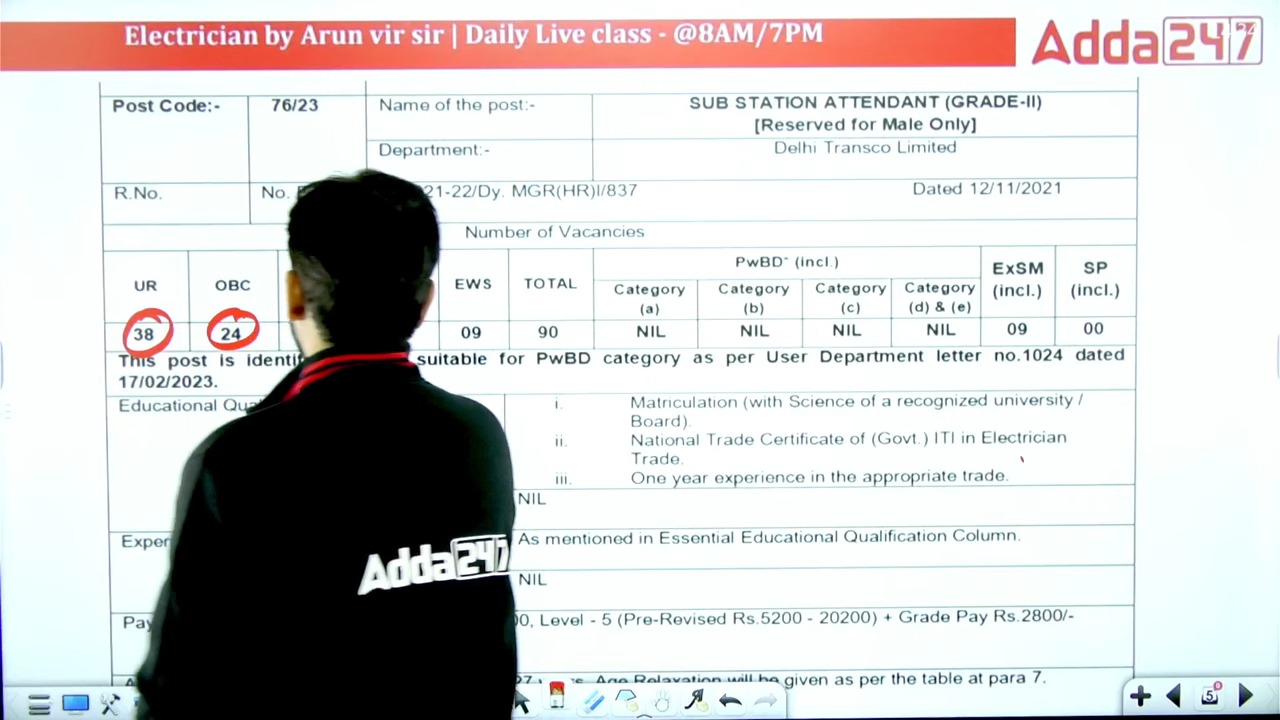 Electrician by Arun vir sir | Daily Live class - @8AM/7PM
Adda247
Post Code:- 76/23 Name of the post:- SUB STATION ATTENDANT (GRADE-II)
[Reserved for Male Only]
Department:- Delhi Transco Limited
R.No. No. 21-22/Dy. MGR(HR)I/837 Dated 12/11/2021
Number of Vacancies
UR OBC EWS TOTAL PwBD* (incl.) ExSM (incl.) SP (incl.)
Category (a) Category (b) Category (c) Category (d) & (e)
38 24 09 90 NIL NIL NIL NIL 09 00
This post is suitable for PwBD category as per User Department letter no.1024 dated
17/02/2023.
Educational
i. Matriculation (with Science of a recognized university /
Board).
ii. National Trade Certificate of (Govt.) ITI in Electrician
Trade.
iii. One year experience in the appropriate trade.
NIL
As mentioned in Essential Educational Qualification Column.
Adda247
NIL
Pay Level - 5 (Pre-Revised Rs.5200 - 20200) + Grade Pay Rs.2800/-
Age Relaxation will be given as per the table at para 7.
5